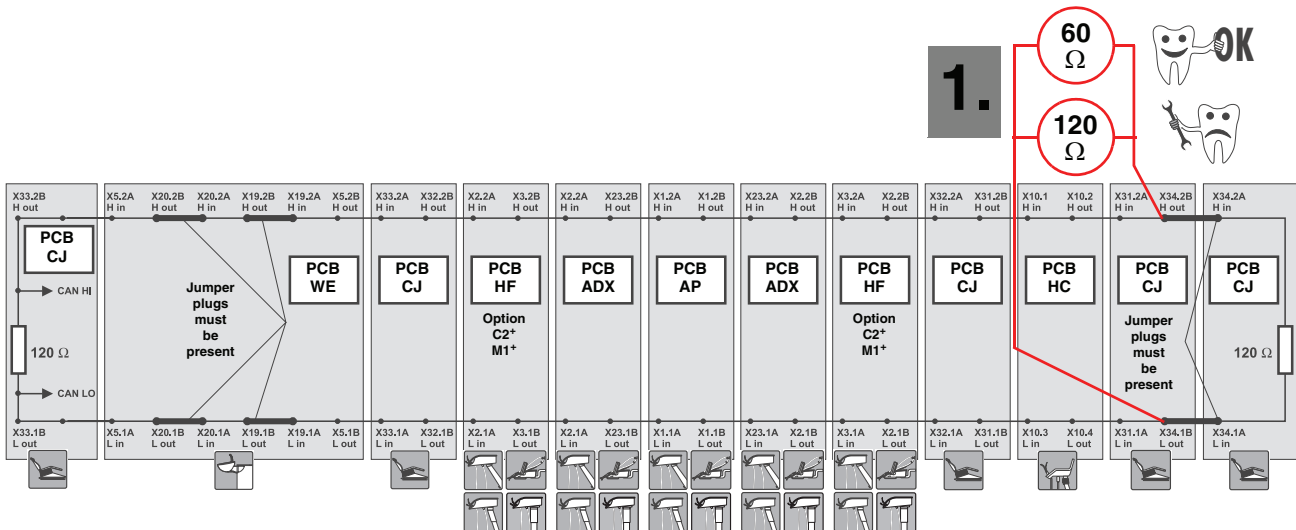 1.
60
Ω
OK
120
Ω
X33.2B
H out
X5.2A
H in
X20.2B
H out
X20.2A
H in
X19.2B
H out
X19.2A
H in
X5.2B
H out
X33.2A
H in
X32.2B
H out
X2.2A
H in
X3.2B
H out
X2.2A
H in
X23.2B
H out
X1.2A
H in
X1.2B
H out
X23.2A
H in
X2.2B
H out
X3.2A
H in
X2.2B
H out
X32.2A
H in
X31.2B
H out
X10.1
H in
X10.2
H out
X31.2A
H in
X34.2B
H out
X34.2A
H in
PCB
CJ
CAN HI
120 Ω
CAN LO
Jumper
plugs
must
be
present
PCB
WE
PCB
CJ
PCB
HF
Option
C2+
M1+
PCB
ADX
PCB
AP
PCB
ADX
PCB
HF
Option
C2+
M1+
PCB
CJ
PCB
HC
PCB
CJ
Jumper
plugs
must
be
present
PCB
CJ
120 Ω
X33.1B
L out
X5.1A
L in
X20.1B
L out
X20.1A
L in
X19.1B
L out
X19.1A
L in
X5.1B
L out
X33.1A
L in
X32.1B
L out
X2.1A
L in
X3.1B
L out
X2.1A
L in
X23.1B
L out
X1.1A
L in
X1.1B
L out
X23.1A
L in
X2.1B
L out
X3.1A
L in
X2.1B
L out
X32.1A
L in
X31.1B
L out
X10.3
L in
X10.4
L out
X31.1A
L in
X34.1B
L out
X34.1A
L in